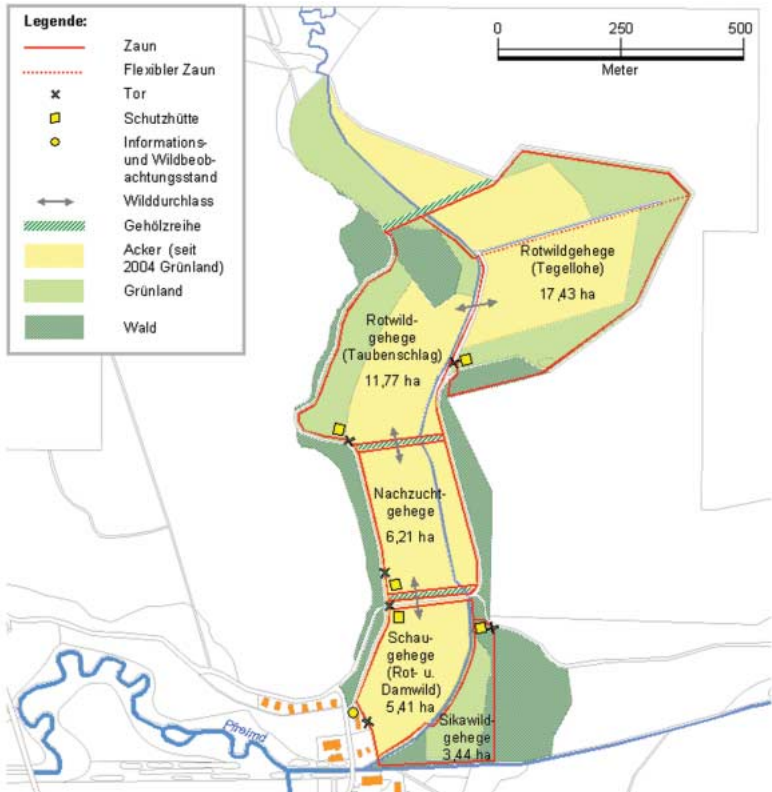 Legende:
Zaun
Flexibler Zaun
Tor
Schutzhütte
Informations-
und Wildbeob-
achtungsstand
Wilddurchlass
Gehölzreihe
Acker (seit
2004 Grünland)
Grünland
Wald
0 250 500
Meter
Rotwildgehege
(Tegellohe)
17,43 ha
Rotwild-
gehege
(Taubenschlag)
11,77 ha
Nachzucht-
gehege
6,21 ha
Schau-
gehege
(Rot- u.
Damwild)
5,41 ha
Sikawild-
gehege
3,44 ha
Pfreimd